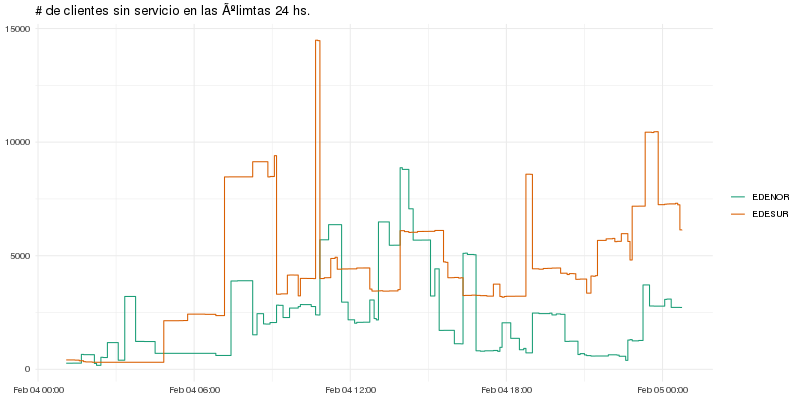 # de clientes sin servicio en las Ãºlimtas 24 hs.
15000
10000
5000
0
Feb 04 00:00 Feb 04 06:00 Feb 04 12:00 Feb 04 18:00 Feb 05 00:00
EDENOR
EDESUR